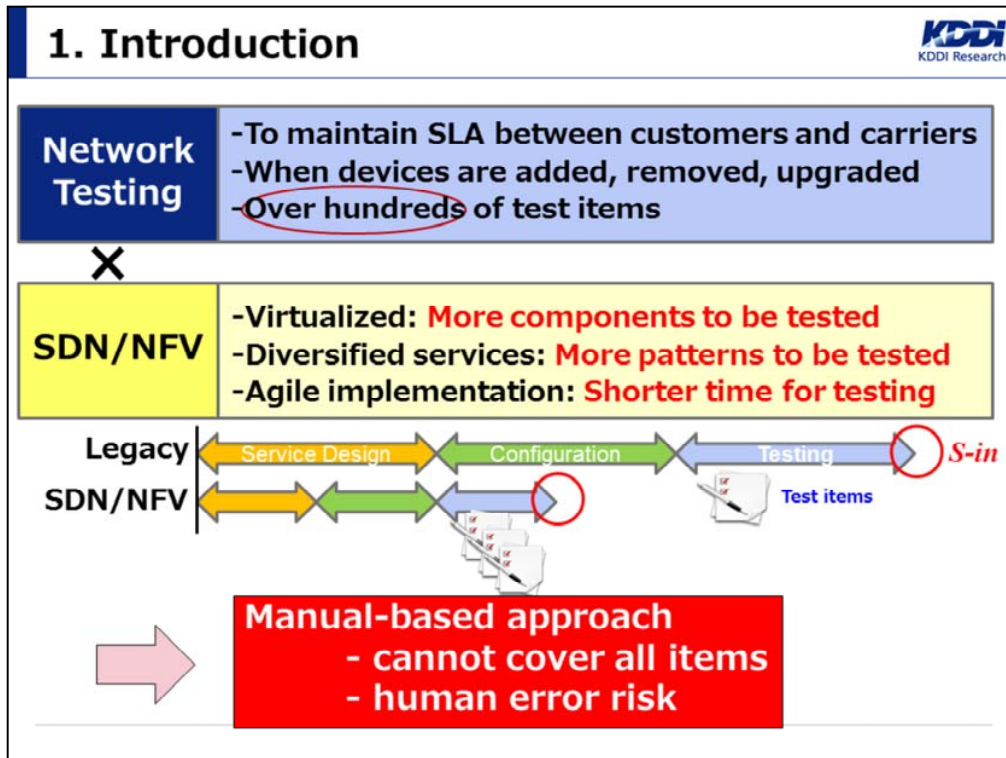 1. Introduction
KDDI
KDDI Research
Network
Testing
-To maintain SLA between customers and carriers
-When devices are added, removed, upgraded
-Over hundreds of test items
×
SDN/NFV
-Virtualized: More components to be tested
-Diversified services: More patterns to be tested
-Agile implementation: Shorter time for testing
Legacy
Service Design
Configuration
Testing
S-in
SDN/NFV
Test items
Manual-based approach
- cannot cover all items
- human error risk